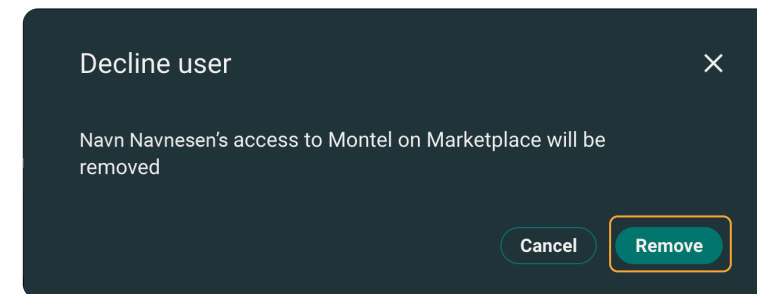 Decline user
Navn Navnesen's access to Montel on Marketplace will be
removed
Cancel
Remove